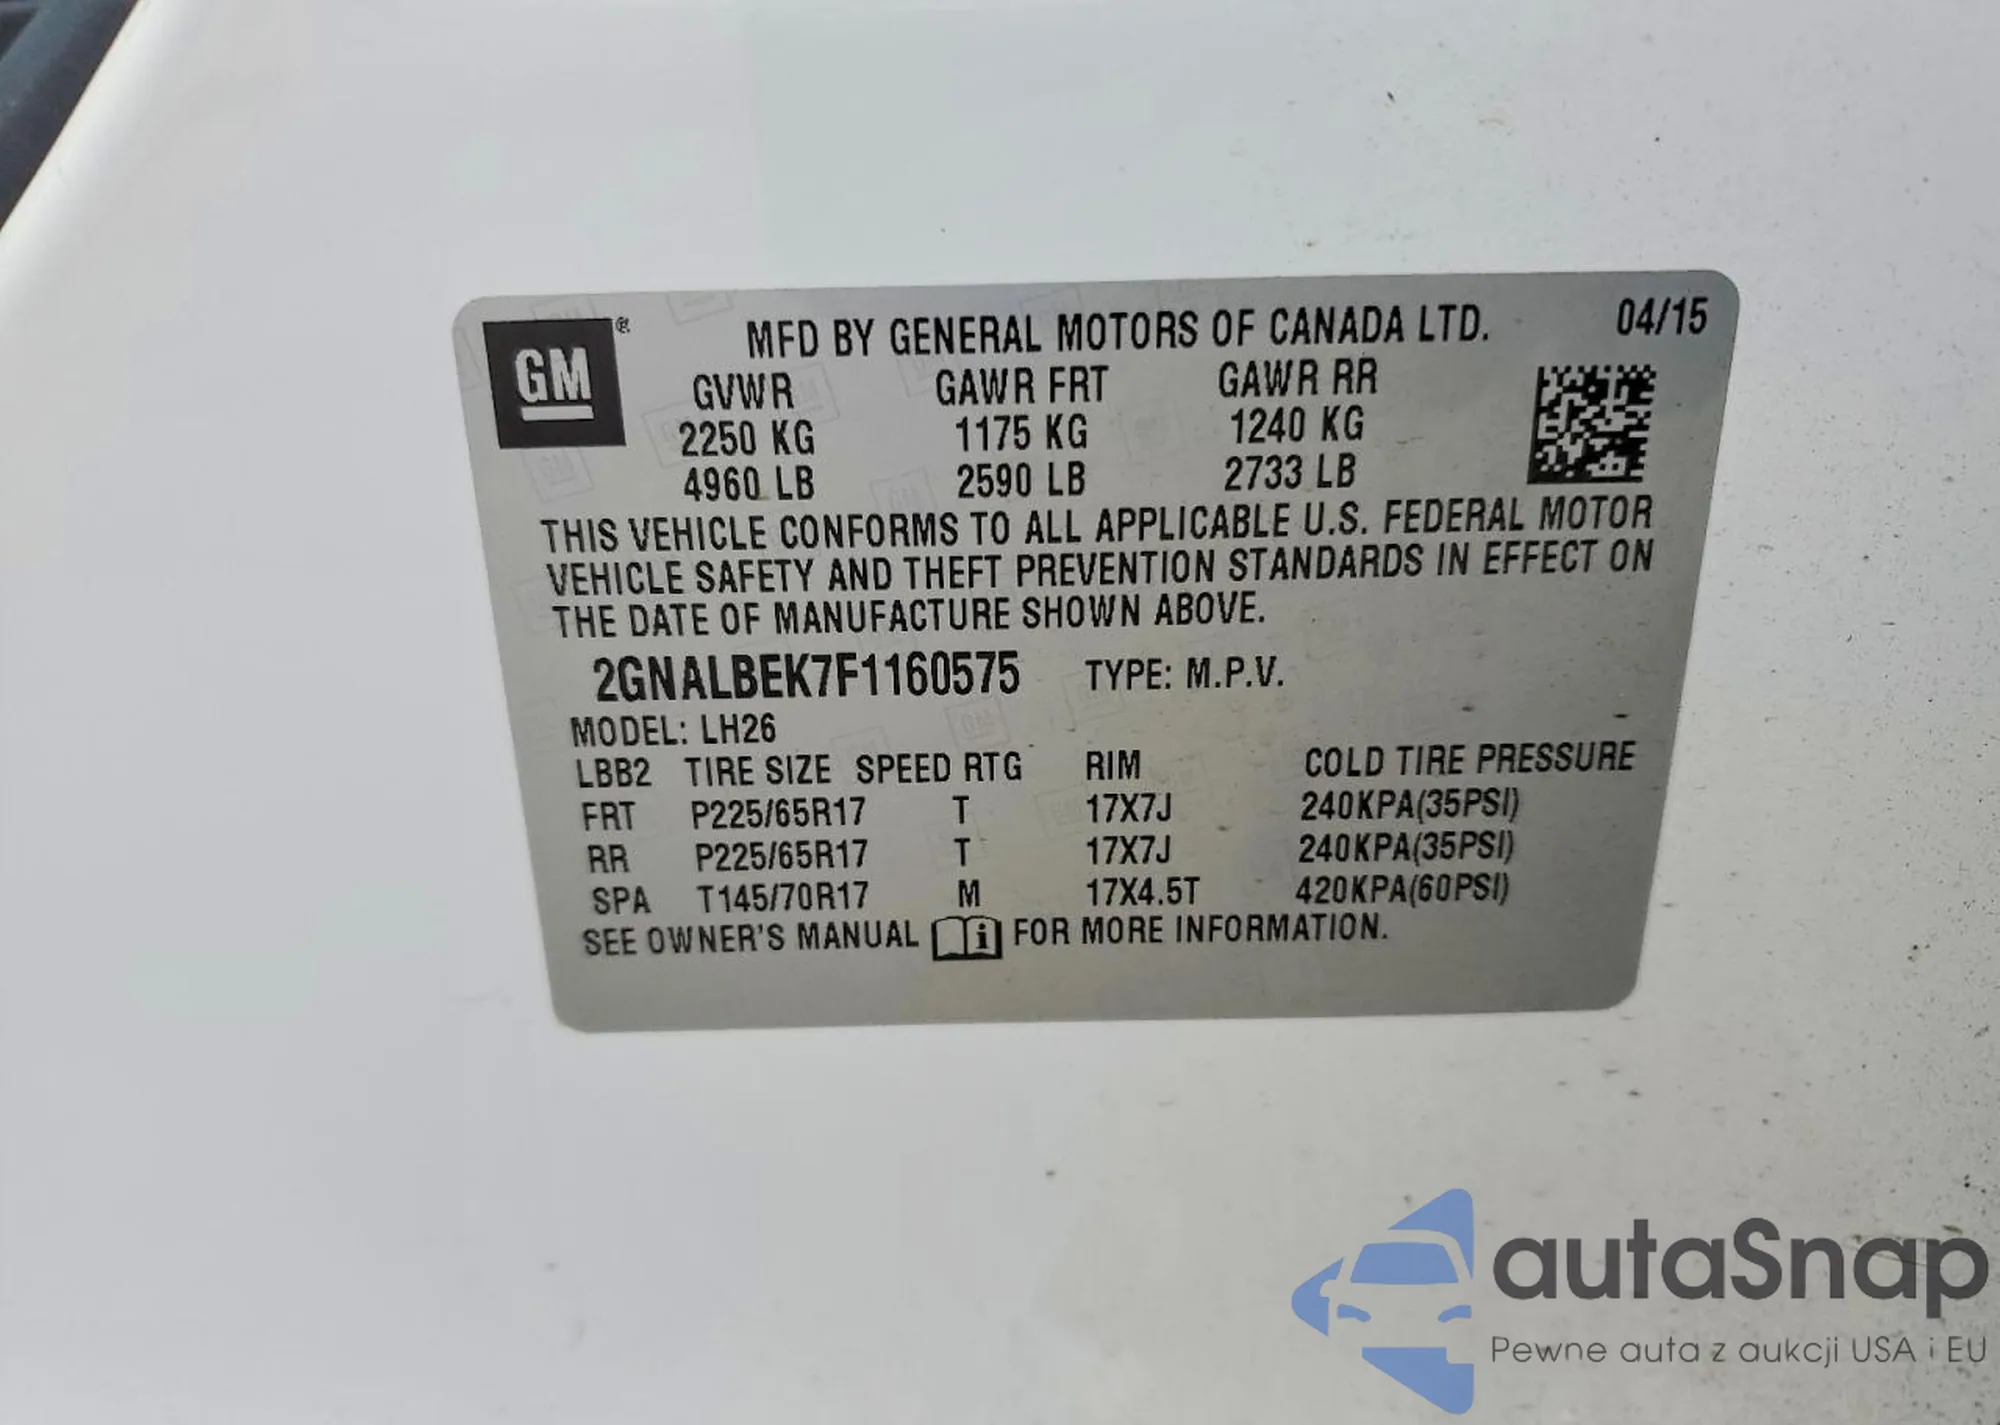 GM®
MFD BY GENERAL MOTORS OF CANADA LTD. 04/15
GVWR GAWR FRT GAWR RR
2250 KG 1175 KG 1240 KG
4960 LB 2590 LB 2733 LB
THIS VEHICLE CONFORMS TO ALL APPLICABLE U.S. FEDERAL MOTOR
VEHICLE SAFETY AND THEFT PREVENTION STANDARDS IN EFFECT ON
THE DATE OF MANUFACTURE SHOWN ABOVE.
2GNALBEK7F1160575 TYPE: M.P.V.
MODEL: LH26
LBB2 TIRE SIZE SPEED RTG RIM COLD TIRE PRESSURE
FRT P225/65R17 T 17X7J 240KPA(35PSI)
RR P225/65R17 T 17X7J 240KPA(35PSI)
SPA T145/70R17 M 17X4.5T 420KPA(60PSI)
SEE OWNER'S MANUAL i FOR MORE INFORMATION.
autaSnap
Pewne auta z aukcji USA i EU